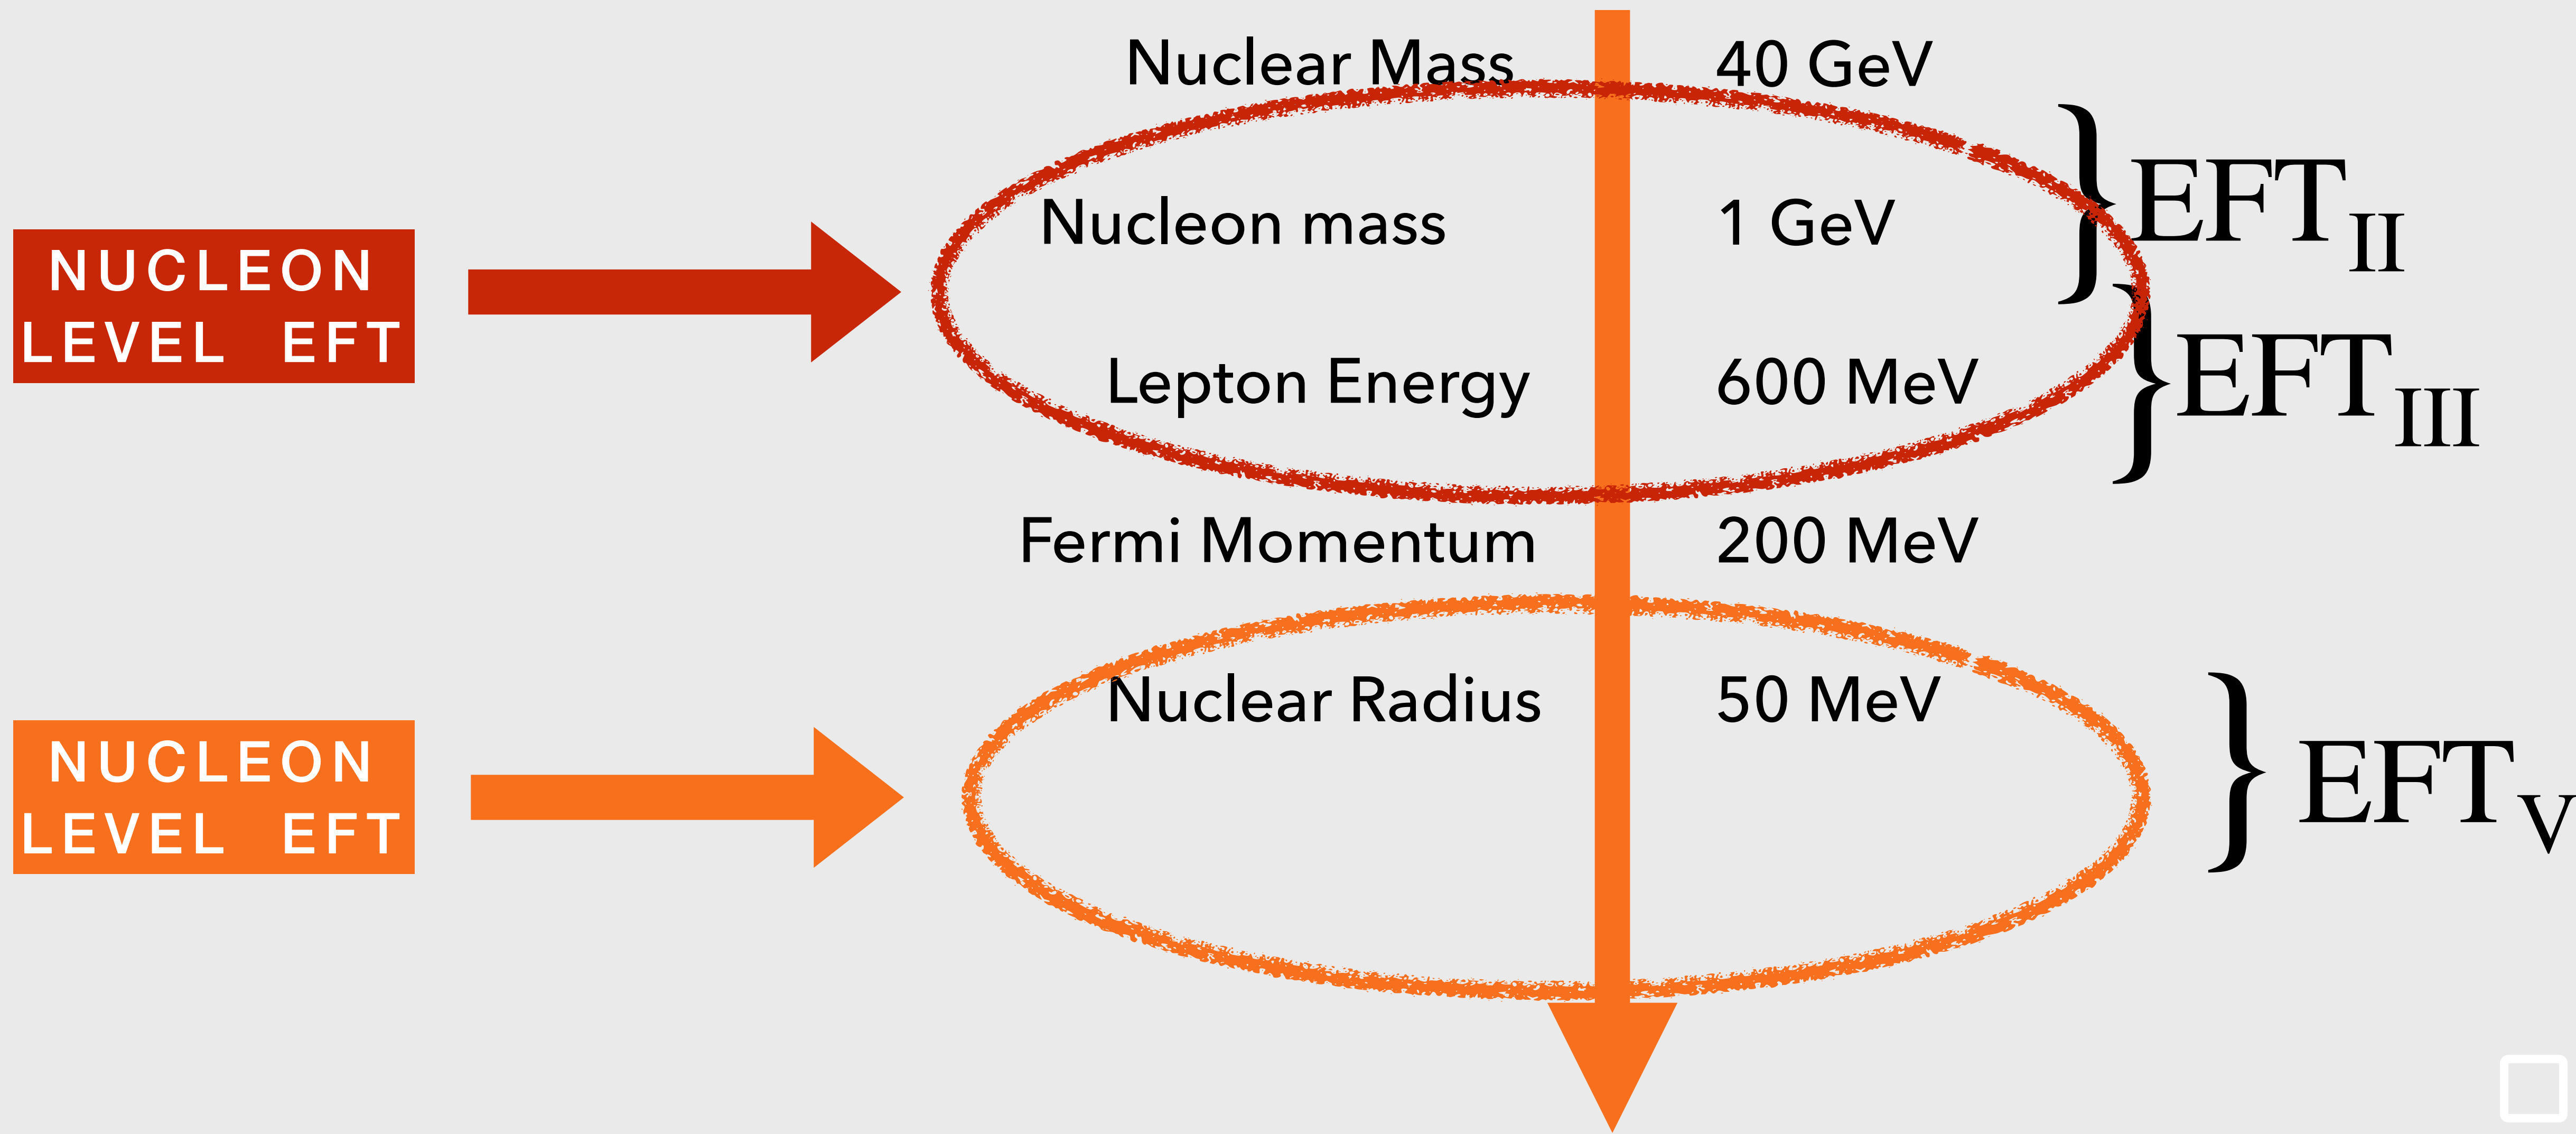 Nuclear Mass 40 GeV
Nucleon mass 1 GeV
} EFT_II
NUCLEON
LEVEL EFT
Lepton Energy 600 MeV
} EFT_III
Fermi Momentum 200 MeV
Nuclear Radius 50 MeV
NUCLEON
LEVEL EFT
} EFT_V